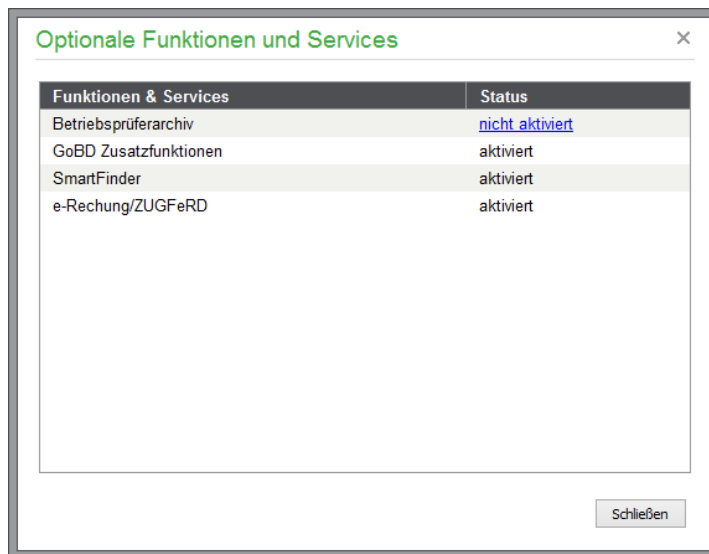 Optionale Funktionen und Services
Funktionen & Services Status
Betriebsprüferarchiv nicht aktiviert
GoBD Zusatzfunktionen aktiviert
SmartFinder aktiviert
e-Rechung/ZUGFeRD aktiviert
Schließen